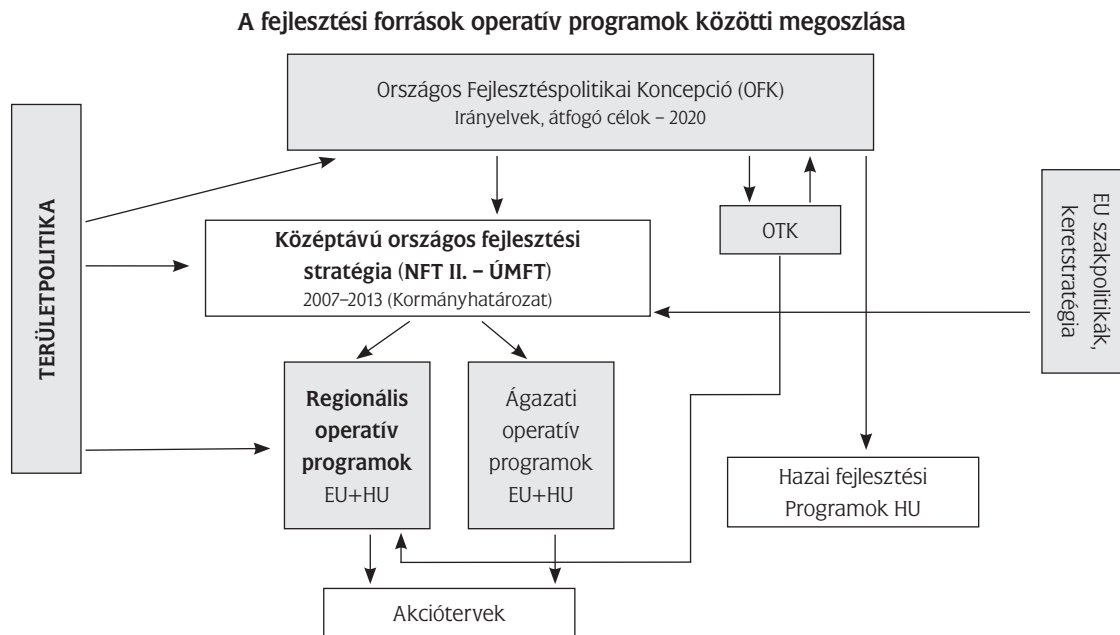 A fejlesztési források operatív programok közötti megoszlása
Országos Fejlesztéspolitikai Koncepció (OFK)
Irányelvek, átfogó célok – 2020
TERÜLETPOLITIKA
EU szakpolitikák,
keretstratégia
OTK
Középtávú országos fejlesztési
stratégia (NFT II. – ÚMFT)
2007–2013 (Kormányhatározat)
Regionális
operatív
programok
EU+HU
Ágazati
operatív
programok
EU+HU
Hazai fejlesztési
Programok HU
Akciótervek